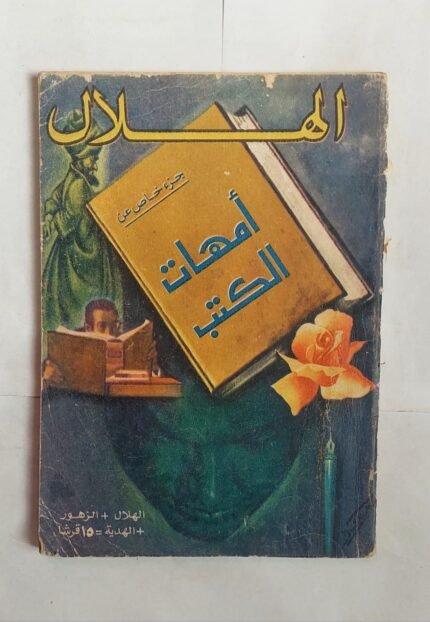 الهلال
جزء خاص عن
أمهات
الكتب
الهلال + الزهور
+ الهدية = ١٥ قرشا